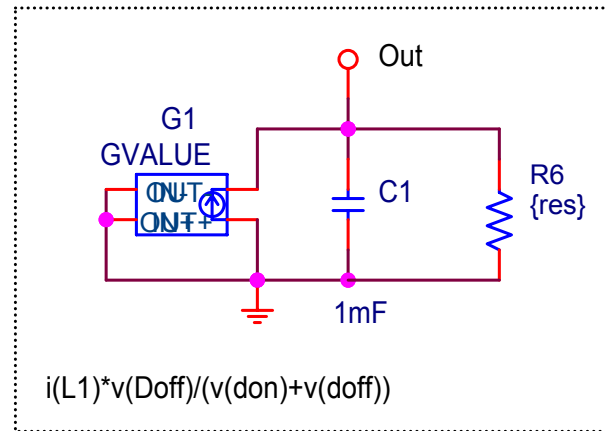 Out
G1
GVALUE
C1
R6
{res}
1mF
i(L1)*v(Doff)/(v(don)+v(doff))